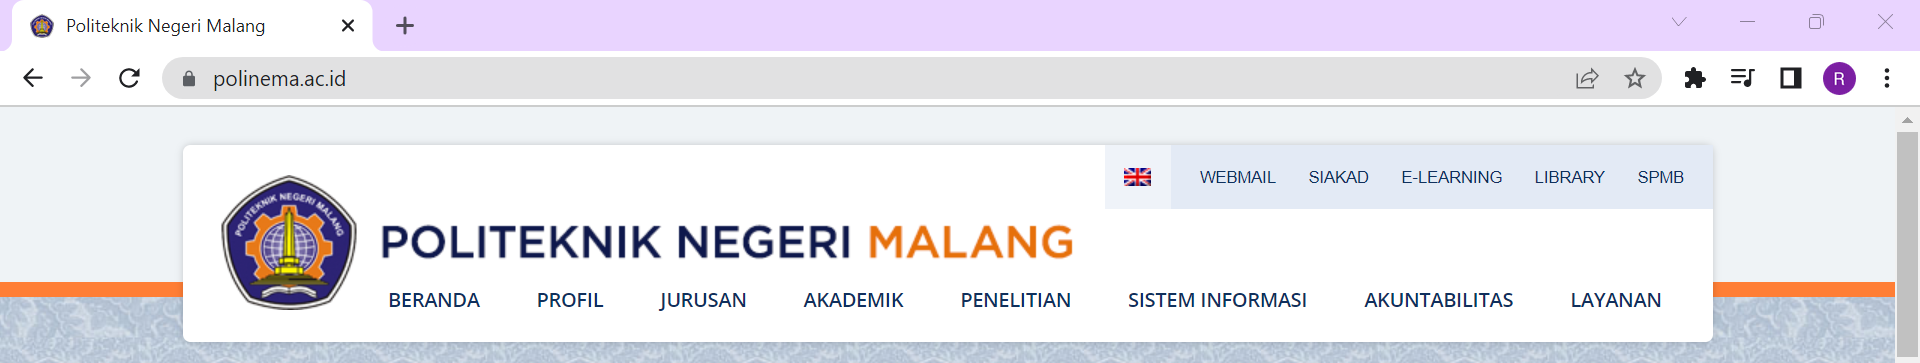 Politeknik Negeri Malang
polinema.ac.id
R
WEBMAIL SIAKAD E-LEARNING LIBRARY SPMB
POLITEKNIK NEGERI MALANG
POLITEKNIK NEGERI MALANG
BERANDA PROFIL JURUSAN AKADEMIK PENELITIAN SISTEM INFORMASI AKUNTABILITAS LAYANAN